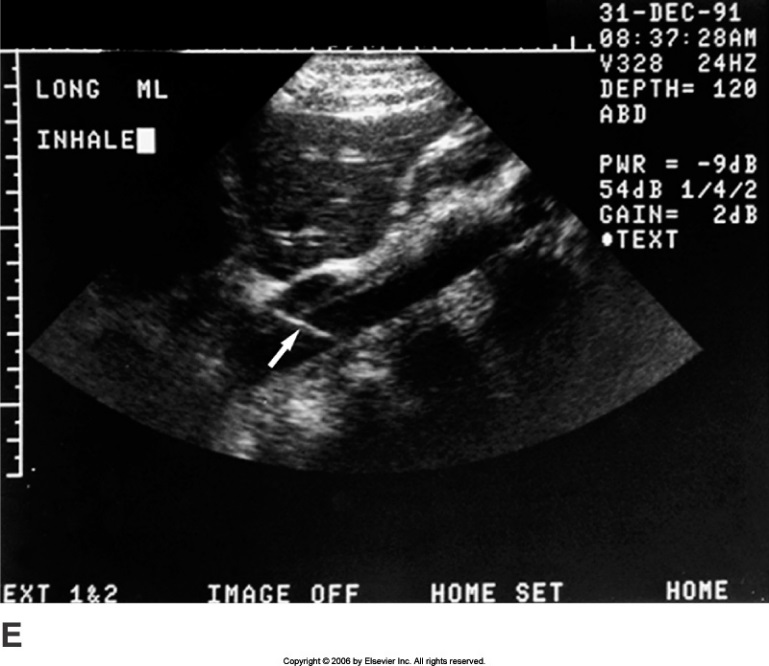 31-DEC-91
08:37:28AM
V328 24HZ
DEPTH= 120
ABD
PWR = -9dB
54dB 1/4/2
GAIN= 2dB
●TEXT
LONG ML
INHALE
EXT 1&2 IMAGE OFF HOME SET HOME
E
Copyright © 2006 by Elsevier Inc. All rights reserved.